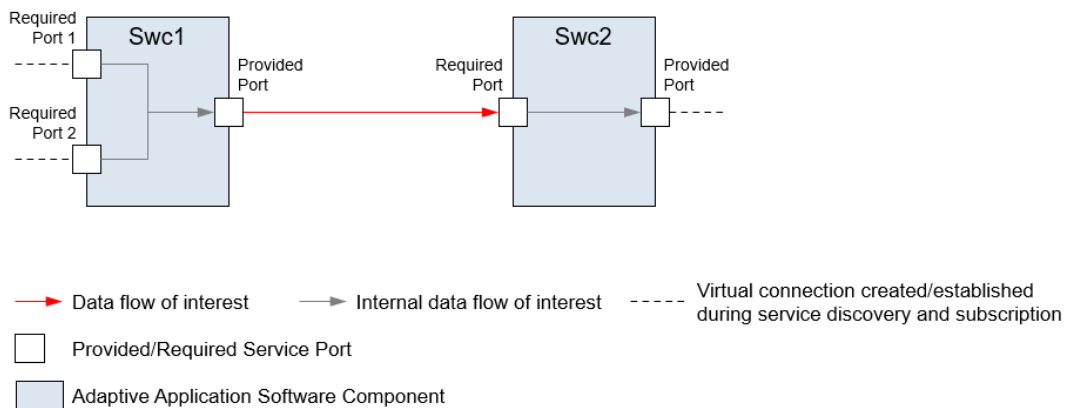 Required
Port 1
Swc1
Provided
Port
Required
Port 2
Required
Port
Swc2
Provided
Port
Data flow of interest
Internal data flow of interest
Virtual connection created/established
during service discovery and subscription
Provided/Required Service Port
Adaptive Application Software Component